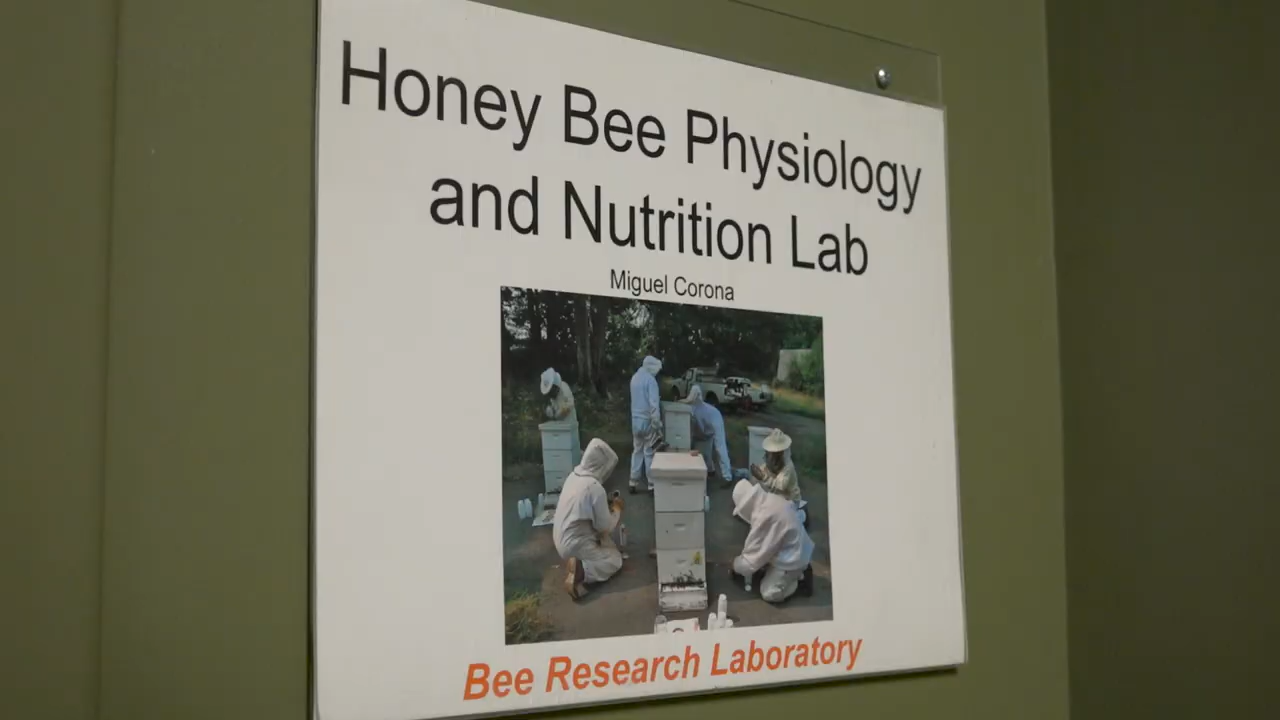 Honey Bee Physiology
and Nutrition Lab
Miguel Corona
Bee Research Laboratory